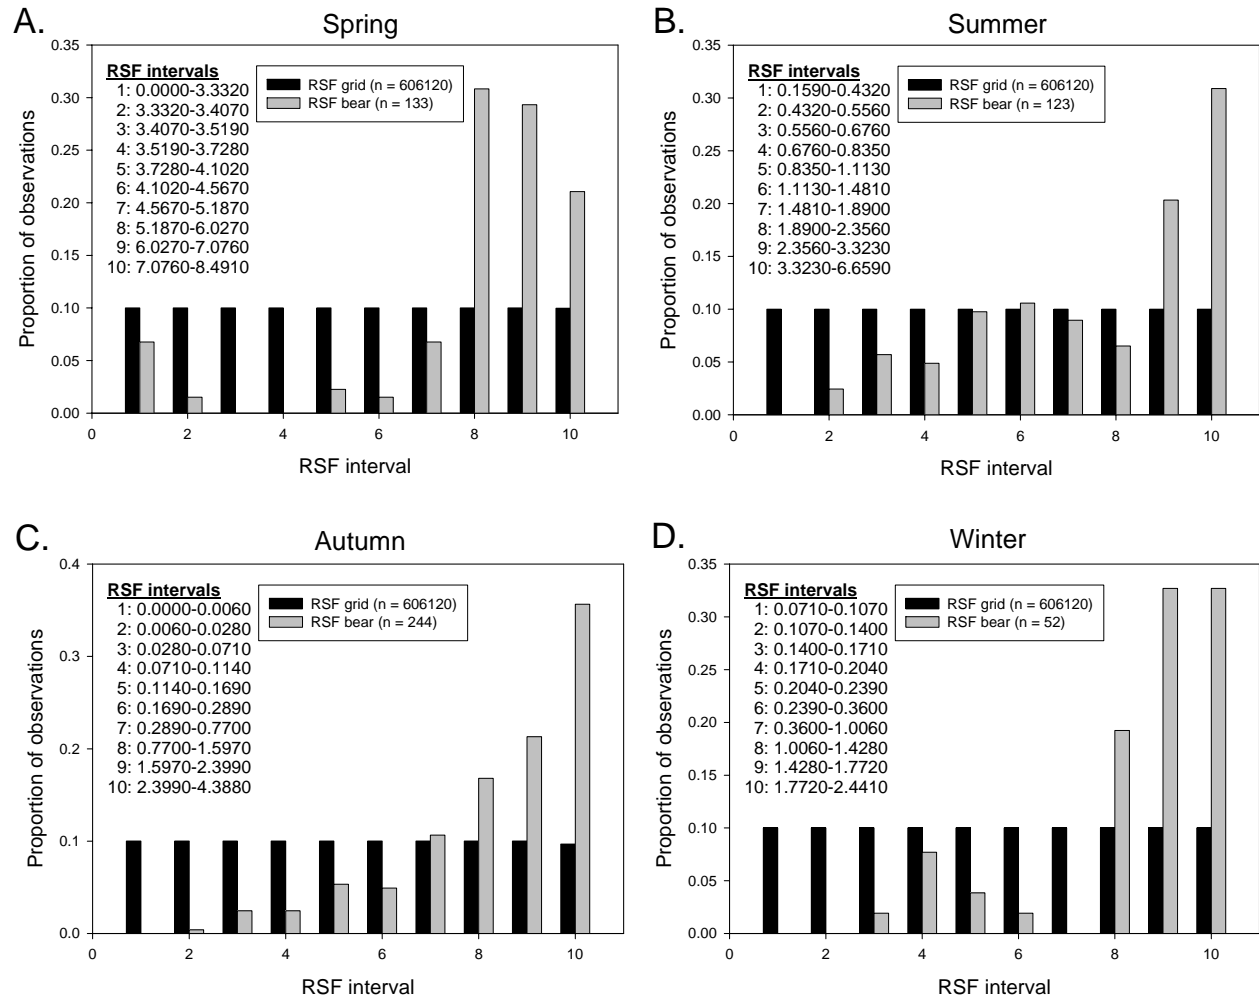 A.
Spring
0.35
0.30
0.25
0.20
0.15
0.10
0.05
0.00
Proportion of observations
RSF intervals
1: 0.0000-3.3320
2: 3.3320-3.4070
3: 3.4070-3.5190
4: 3.5190-3.7280
5: 3.7280-4.1020
6: 4.1020-4.5670
7: 4.5670-5.1870
8: 5.1870-6.0270
9: 6.0270-7.0760
10: 7.0760-8.4910
RSF grid (n = 606120)
RSF bear (n = 133)
0 2 4 6 8 10
RSF interval
B.
Summer
0.35
0.30
0.25
0.20
0.15
0.10
0.05
0.00
Proportion of observations
RSF intervals
1: 0.1590-0.4320
2: 0.4320-0.5560
3: 0.5560-0.6760
4: 0.6760-0.8350
5: 0.8350-1.1130
6: 1.1130-1.4810
7: 1.4810-1.8900
8: 1.8900-2.3560
9: 2.3560-3.3230
10: 3.3230-6.6590
RSF grid (n = 606120)
RSF bear (n = 123)
0 2 4 6 8 10
RSF interval
C.
Autumn
0.4
0.3
0.2
0.1
0.0
Proportion of observations
RSF intervals
1: 0.0000-0.0060
2: 0.0060-0.0280
3: 0.0280-0.0710
4: 0.0710-0.1140
5: 0.1140-0.1690
6: 0.1690-0.2890
7: 0.2890-0.7700
8: 0.7700-1.5970
9: 1.5970-2.3990
10: 2.3990-4.3880
RSF grid (n = 606120)
RSF bear (n = 244)
0 2 4 6 8 10
RSF interval
D.
Winter
0.35
0.30
0.25
0.20
0.15
0.10
0.05
0.00
Proportion of observations
RSF intervals
1: 0.0710-0.1070
2: 0.1070-0.1400
3: 0.1400-0.1710
4: 0.1710-0.2040
5: 0.2040-0.2390
6: 0.2390-0.3600
7: 0.3600-1.0060
8: 1.0060-1.4280
9: 1.4280-1.7720
10: 1.7720-2.4410
RSF grid (n = 606120)
RSF bear (n = 52)
0 2 4 6 8 10
RSF interval